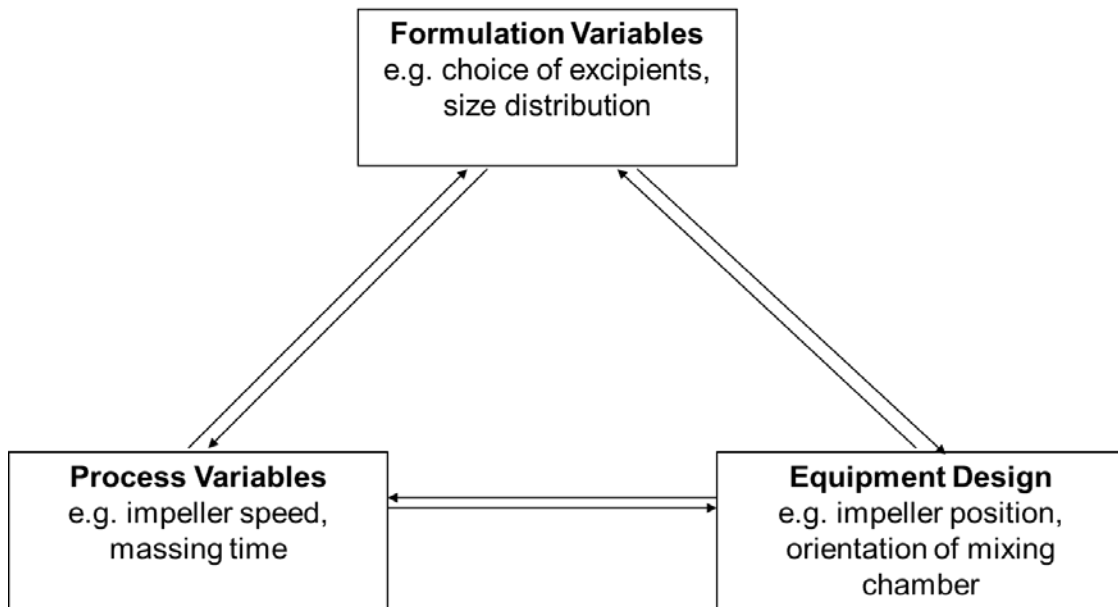 Formulation Variables
e.g. choice of excipients,
size distribution
Process Variables
e.g. impeller speed,
massing time
Equipment Design
e.g. impeller position,
orientation of mixing
chamber